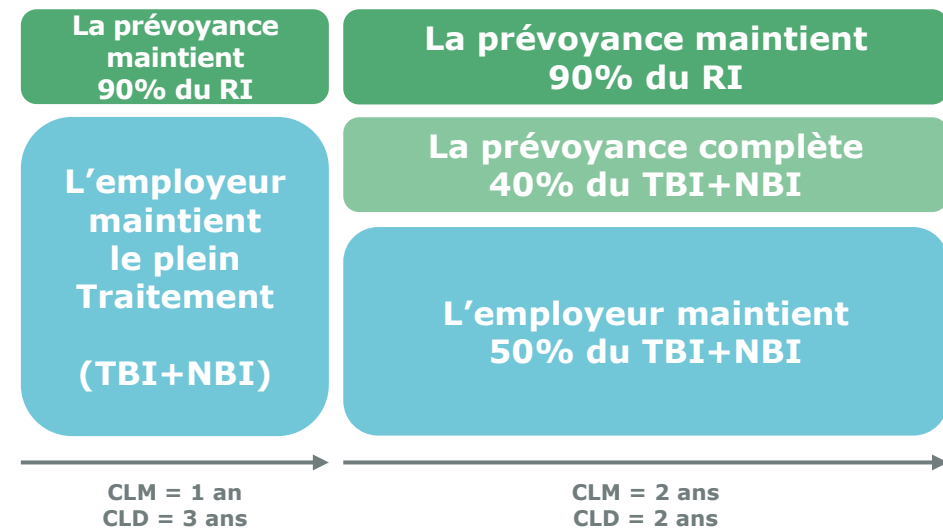 La prévoyance
maintient
90% du RI
La prévoyance maintient
90% du RI
L’employeur
maintient
le plein
Traitement
(TBI+NBI)
La prévoyance complète
40% du TBI+NBI
L’employeur maintient
50% du TBI+NBI
CLM = 1 an
CLD = 3 ans
CLM = 2 ans
CLD = 2 ans